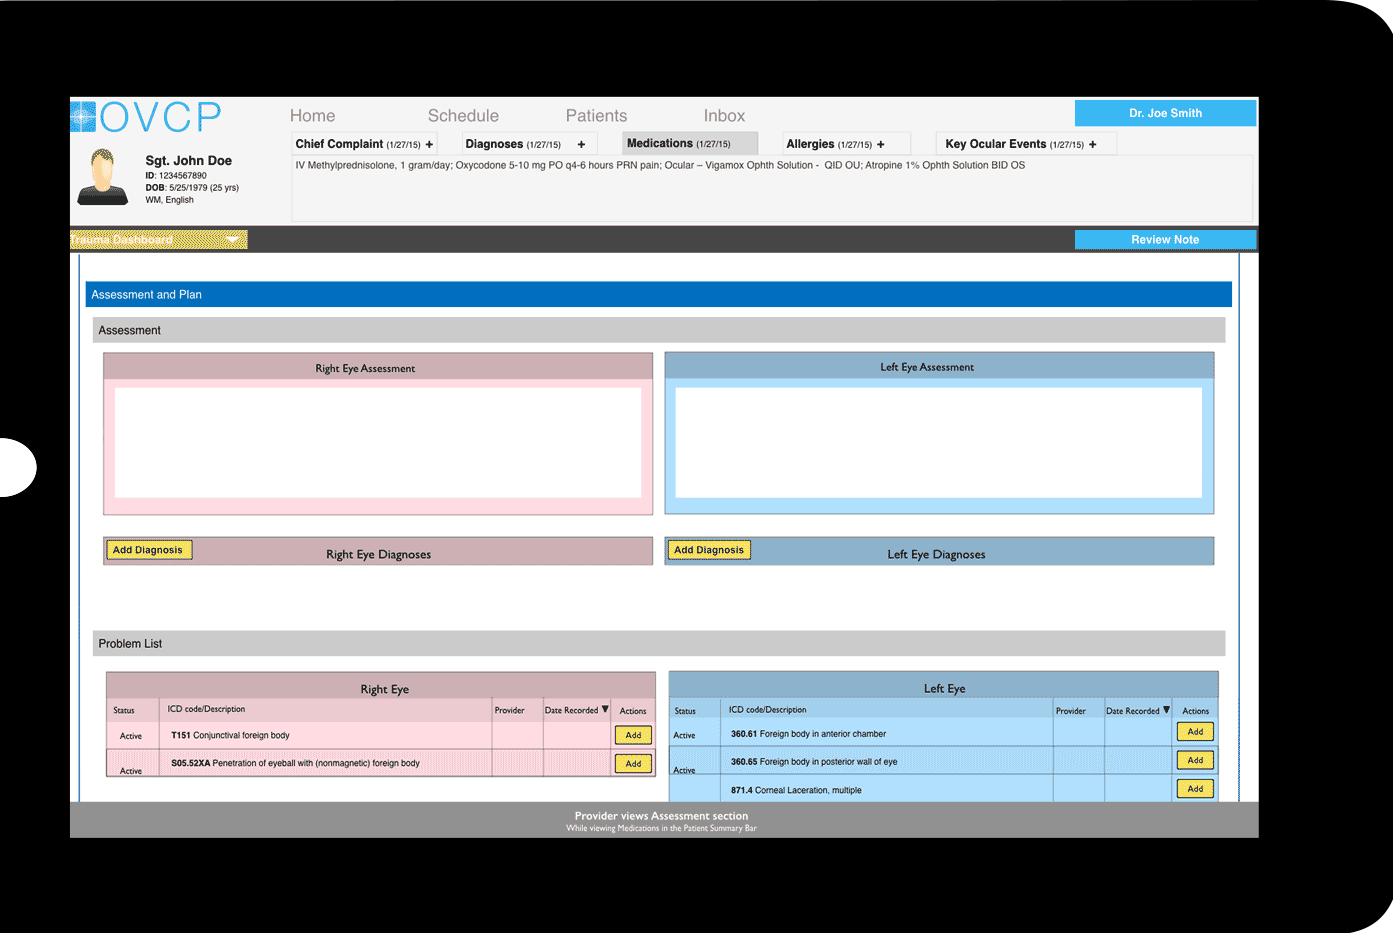 OVCP
Home Schedule Patients Inbox
Dr. Joe Smith
Chief Complaint (1/27/15) + Diagnoses (1/27/15) + Medications (1/27/15) Allergies (1/27/15) + Key Ocular Events (1/27/15) +
Sgt. John Doe
ID: 1234567890
DOB: 5/25/1979 (25 yrs)
WM, English
IV Methylprednisolone, 1 gram/day; Oxycodone 5-10 mg PO q4-6 hours PRN pain; Ocular – Vigamox Ophth Solution - QID OU; Atropine 1% Ophth Solution BID OS
Trauma Dashboard
Review Note
Assessment and Plan
Assessment
Right Eye Assessment
Left Eye Assessment
Add Diagnosis Right Eye Diagnoses
Add Diagnosis Left Eye Diagnoses
Problem List
Right Eye
Status ICD code/Description Provider Date Recorded ▼ Actions
Active T151 Conjunctival foreign body Add
Active S05.52XA Penetration of eyeball with (nonmagnetic) foreign body Add
Left Eye
Status ICD code/Description Provider Date Recorded ▼ Actions
Active 360.61 Foreign body in anterior chamber Add
Active 360.65 Foreign body in posterior wall of eye Add
871.4 Corneal Laceration, multiple Add
Provider views Assessment section
While viewing Medications in the Patient Summary Bar